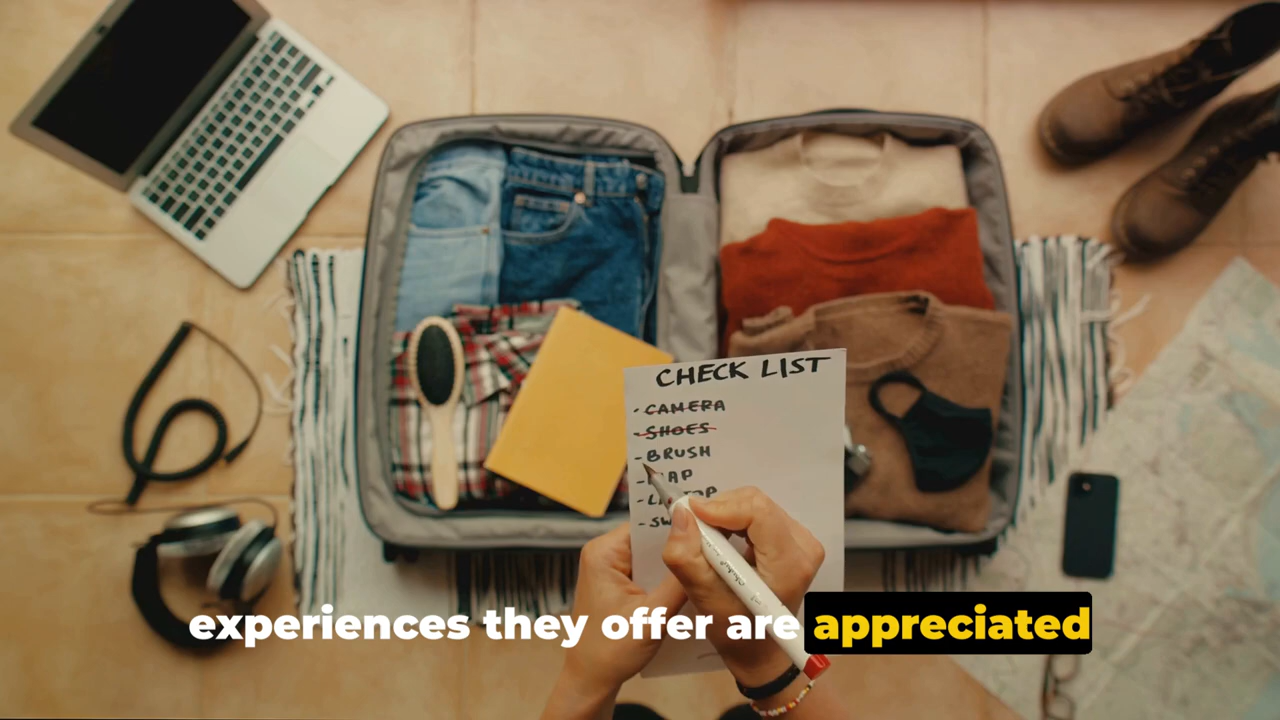 CHECK LIST
- CAMERA
- SHOES
- BRUSH
experiences they offer are appreciated